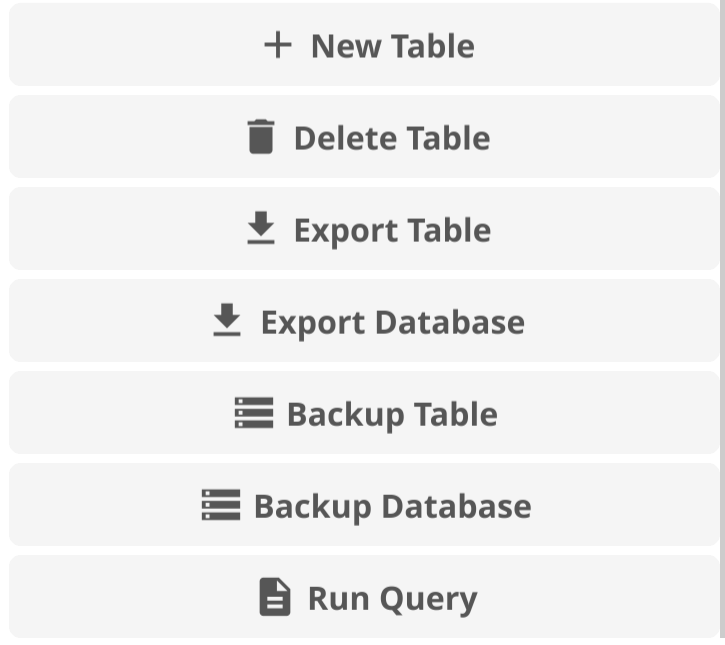 New Table
Delete Table
Export Table
Export Database
Backup Table
Backup Database
Run Query